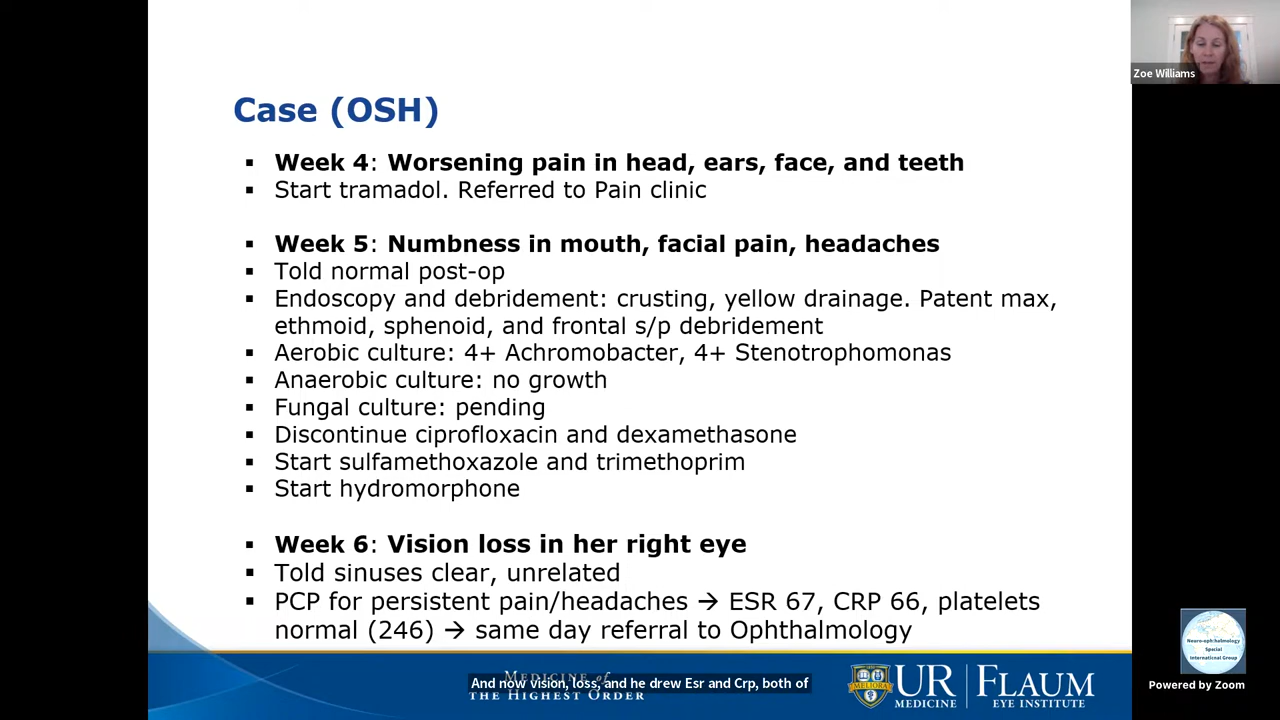 Zoe Williams
Case (OSH)
▪ Week 4: Worsening pain in head, ears, face, and teeth
▪ Start tramadol. Referred to Pain clinic
▪ Week 5: Numbness in mouth, facial pain, headaches
▪ Told normal post-op
▪ Endoscopy and debridement: crusting, yellow drainage. Patent max,
ethmoid, sphenoid, and frontal s/p debridement
▪ Aerobic culture: 4+ Achromobacter, 4+ Stenotrophomonas
▪ Anaerobic culture: no growth
▪ Fungal culture: pending
▪ Discontinue ciprofloxacin and dexamethasone
▪ Start sulfamethoxazole and trimethoprim
▪ Start hydromorphone
▪ Week 6: Vision loss in her right eye
▪ Told sinuses clear, unrelated
▪ PCP for persistent pain/headaches → ESR 67, CRP 66, platelets
normal (246) → same day referral to Ophthalmology
Neuro-ophthalmology
Special
International Group
Powered by Zoom
MEDICINE of
THE HIGHEST ORDER
And now vision, loss, and he drew Esr and Crp, both of
MELIORA
UR
MEDICINE
FLAUM
EYE INSTITUTE